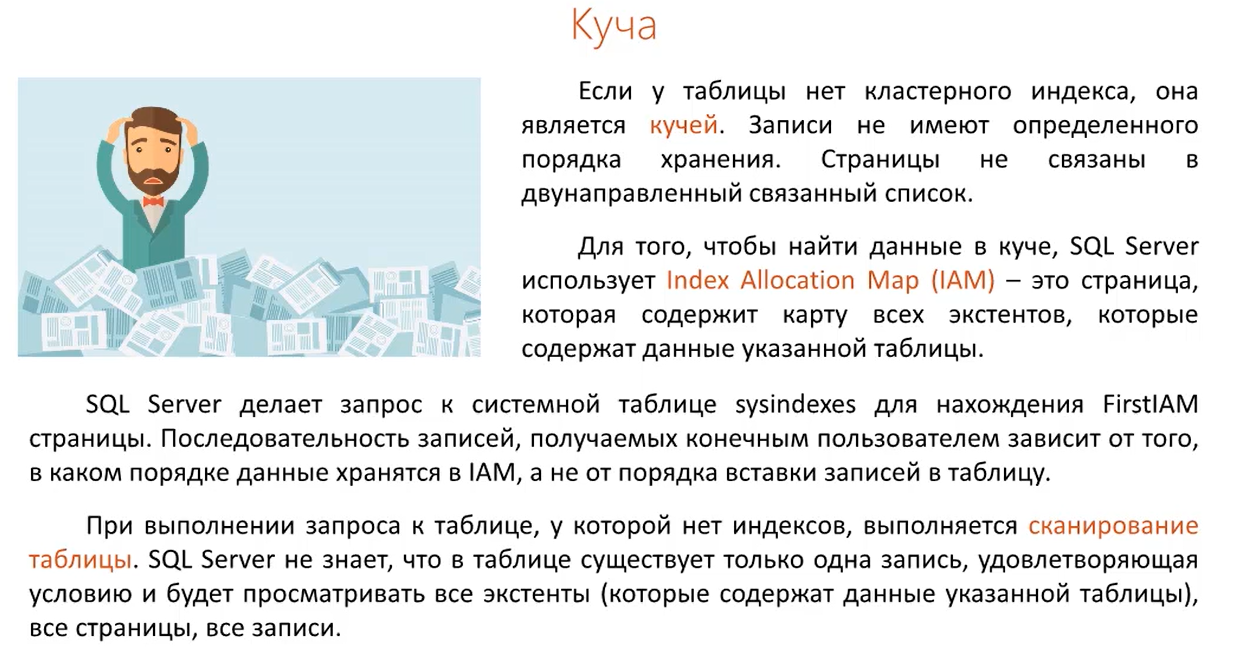 Куча
Если у таблицы нет кластерного индекса, она
является кучей. Записи не имеют определенного
порядка хранения. Страницы не связаны в
двунаправленный связанный список.
Для того, чтобы найти данные в куче, SQL Server
использует Index Allocation Map (IAM) – это страница,
которая содержит карту всех экстентов, которые
содержат данные указанной таблицы.
SQL Server делает запрос к системной таблице sysindexes для нахождения FirstIAM
страницы. Последовательность записей, получаемых конечным пользователем зависит от того,
в каком порядке данные хранятся в IAM, а не от порядка вставки записей в таблицу.
При выполнении запроса к таблице, у которой нет индексов, выполняется сканирование
таблицы. SQL Server не знает, что в таблице существует только одна запись, удовлетворяющая
условию и будет просматривать все экстенты (которые содержат данные указанной таблицы),
все страницы, все записи.